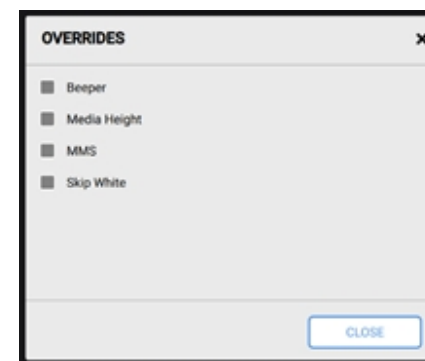 OVERRIDES
Beeper
Media Height
MMS
Skip White
CLOSE